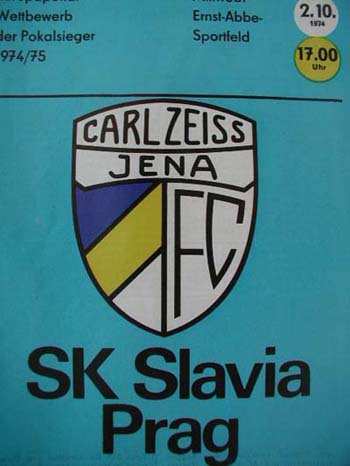 Wettbewerb
der Pokalsieger
1974/75
Ernst-Abbe-
Sportfeld
2.10.
1974
17.00
Uhr
CARL ZEISS
JENA
FC
SK Slavia
Prag